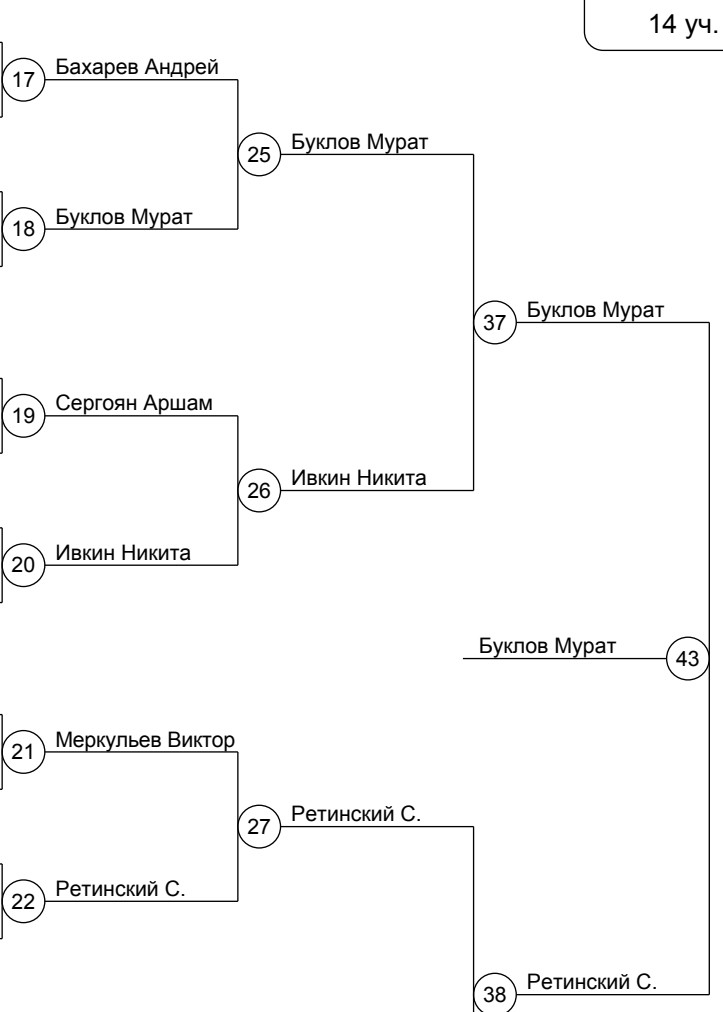 14 уч.
17 Бахарев Андрей
25 Буклов Мурат
18 Буклов Мурат
37 Буклов Мурат
19 Сергоян Аршам
26 Ивкин Никита
20 Ивкин Никита
Буклов Мурат 43
21 Меркульев Виктор
27 Ретинский С.
22 Ретинский С.
38 Ретинский С.